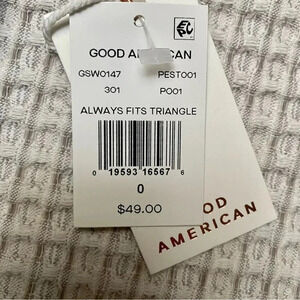 GOOD AMERICAN
GSW0147 PEST001
301 P001
ALWAYS FITS TRIANGLE
0 19593 16567 6
0
$49.00
OD
AMERICAN